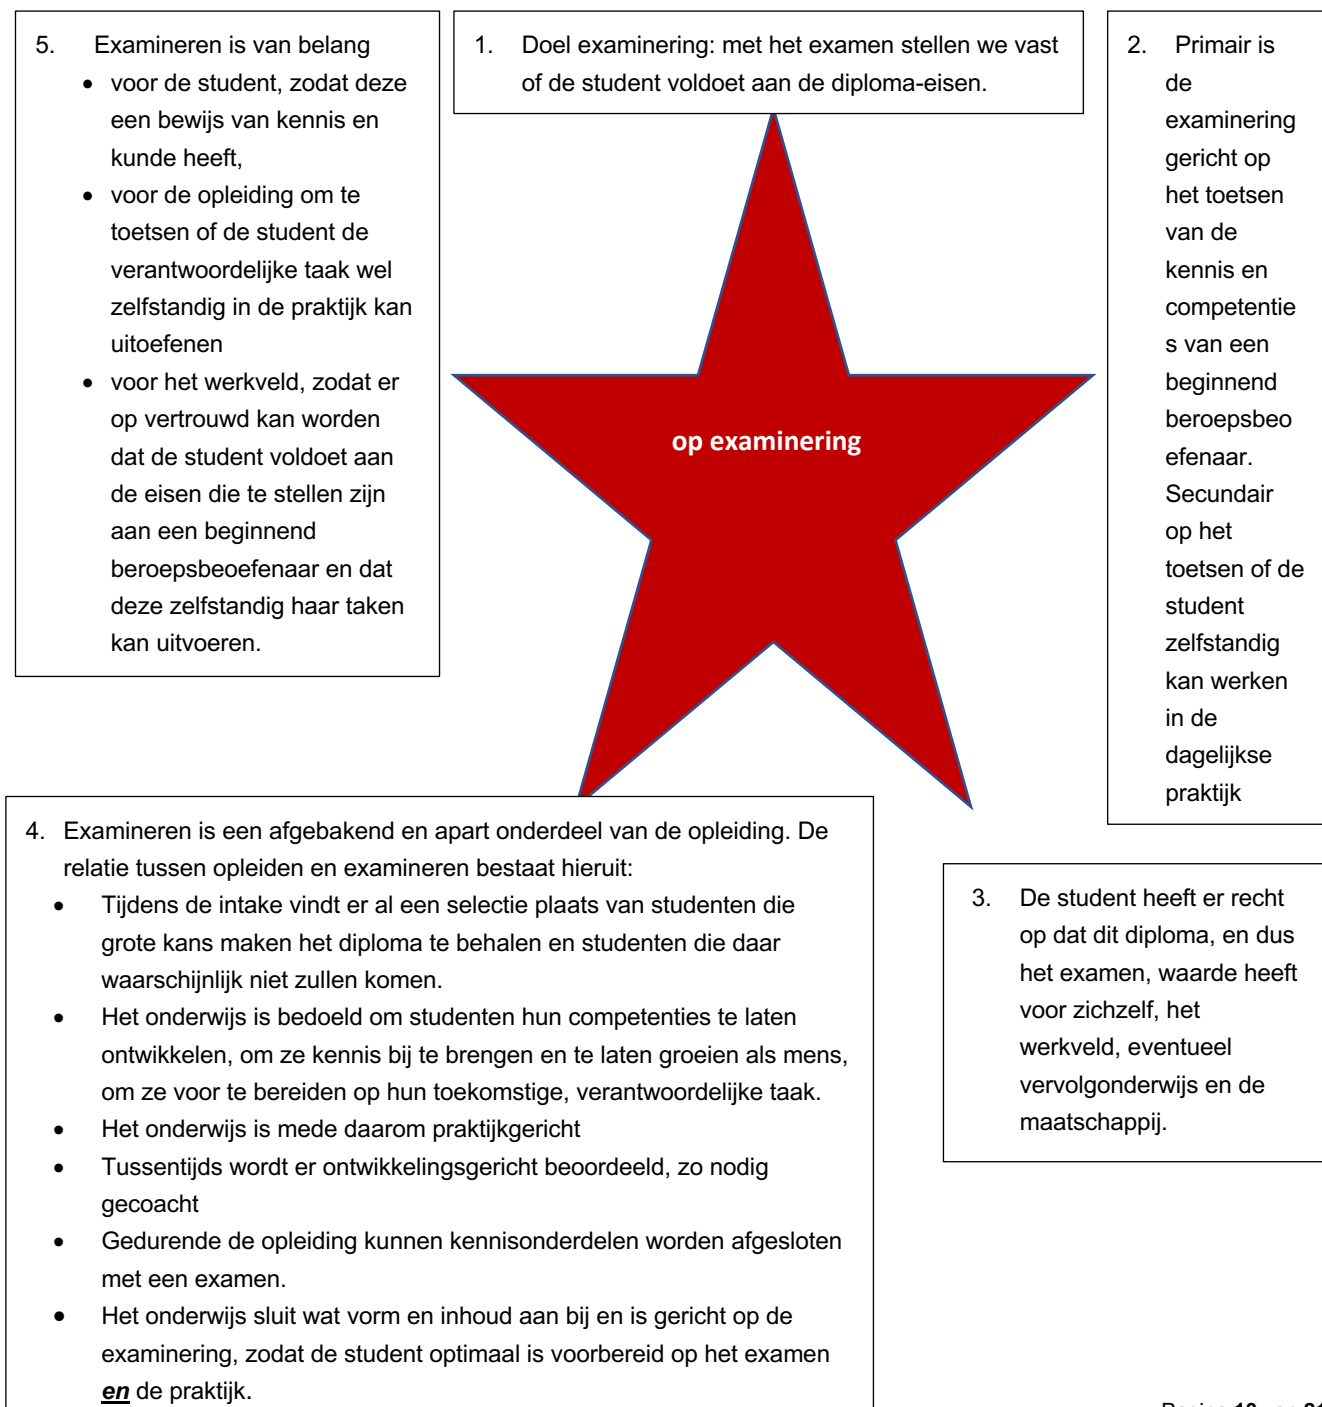 5. Examineren is van belang
• voor de student, zodat deze
een bewijs van kennis en
kunde heeft,
• voor de opleiding om te
toetsen of de student de
verantwoordelijke taak wel
zelfstandig in de praktijk kan
uitoefenen
• voor het werkveld, zodat er
op vertrouwd kan worden
dat de student voldoet aan
de eisen die te stellen zijn
aan een beginnend
beroepsbeoefenaar en dat
deze zelfstandig haar taken
kan uitvoeren.
1. Doel examinering: met het examen stellen we vast
of de student voldoet aan de diploma-eisen.
2. Primair is
de
examinering
gericht op
het toetsen
van de
kennis en
competentie
s van een
beginnend
beroepsbeo
efenaar.
Secundair
op het
toetsen of de
student
zelfstandig
kan werken
in de
dagelijkse
praktijk
op examinering
4. Examineren is een afgebakend en apart onderdeel van de opleiding. De
relatie tussen opleiden en examineren bestaat hieruit:
• Tijdens de intake vindt er al een selectie plaats van studenten die
grote kans maken het diploma te behalen en studenten die daar
waarschijnlijk niet zullen komen.
• Het onderwijs is bedoeld om studenten hun competenties te laten
ontwikkelen, om ze kennis bij te brengen en te laten groeien als mens,
om ze voor te bereiden op hun toekomstige, verantwoordelijke taak.
• Het onderwijs is mede daarom praktijkgericht
• Tussentijds wordt er ontwikkelingsgericht beoordeeld, zo nodig
gecoacht
• Gedurende de opleiding kunnen kennisonderdelen worden afgesloten
met een examen.
• Het onderwijs sluit wat vorm en inhoud aan bij en is gericht op de
examinering, zodat de student optimaal is voorbereid op het examen
en de praktijk.
3. De student heeft er recht
op dat dit diploma, en dus
het examen, waarde heeft
voor zichzelf, het
werkveld, eventueel
vervolgonderwijs en de
maatschappij.